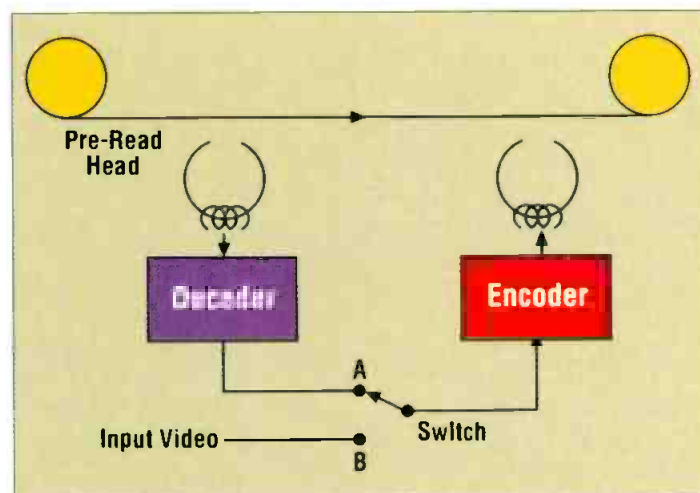 Pre-Read
Head
Decoder
Encoder
A
Switch
Input Video
B